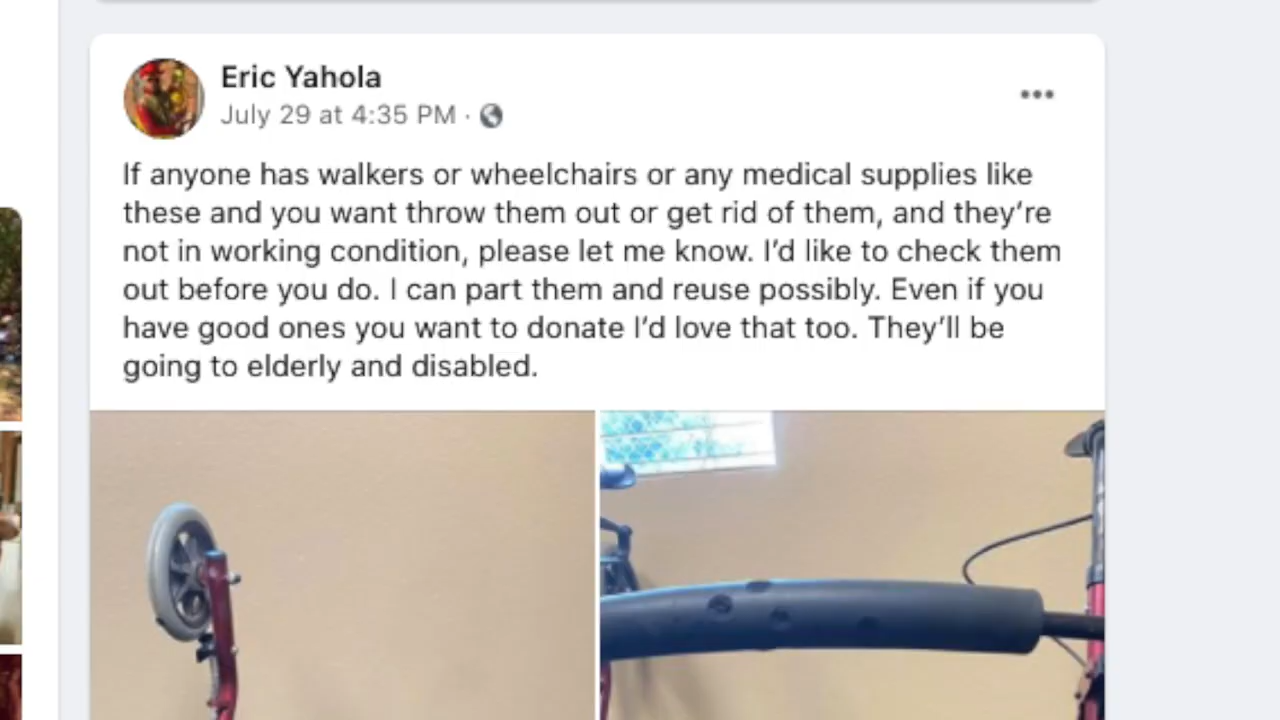 Eric Yahola
July 29 at 4:35 PM ·
If anyone has walkers or wheelchairs or any medical supplies like
these and you want throw them out or get rid of them, and they're
not in working condition, please let me know. I'd like to check them
out before you do. I can part them and reuse possibly. Even if you
have good ones you want to donate I'd love that too. They'll be
going to elderly and disabled.